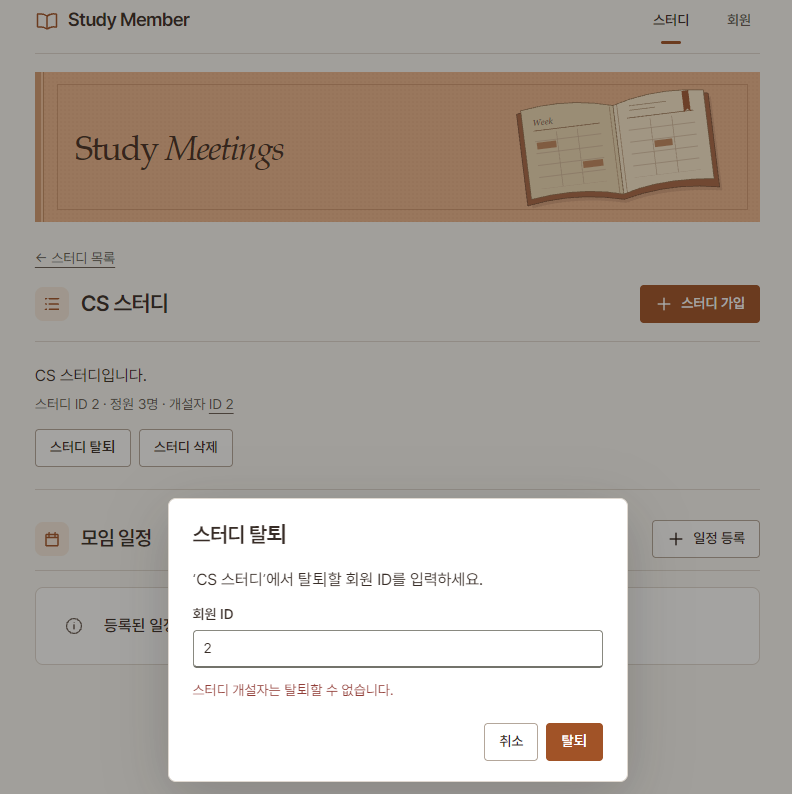 Study Member
스터디
회원
Study Meetings
Week
← 스터디 목록
CS 스터디
+ 스터디 가입
CS 스터디입니다.
스터디 ID 2 · 정원 3명 · 개설자 ID 2
스터디 탈퇴
스터디 삭제
모임 일정
+ 일정 등록
등록된
스터디 탈퇴
'CS 스터디'에서 탈퇴할 회원 ID를 입력하세요.
회원 ID
2
스터디 개설자는 탈퇴할 수 없습니다.
취소
탈퇴